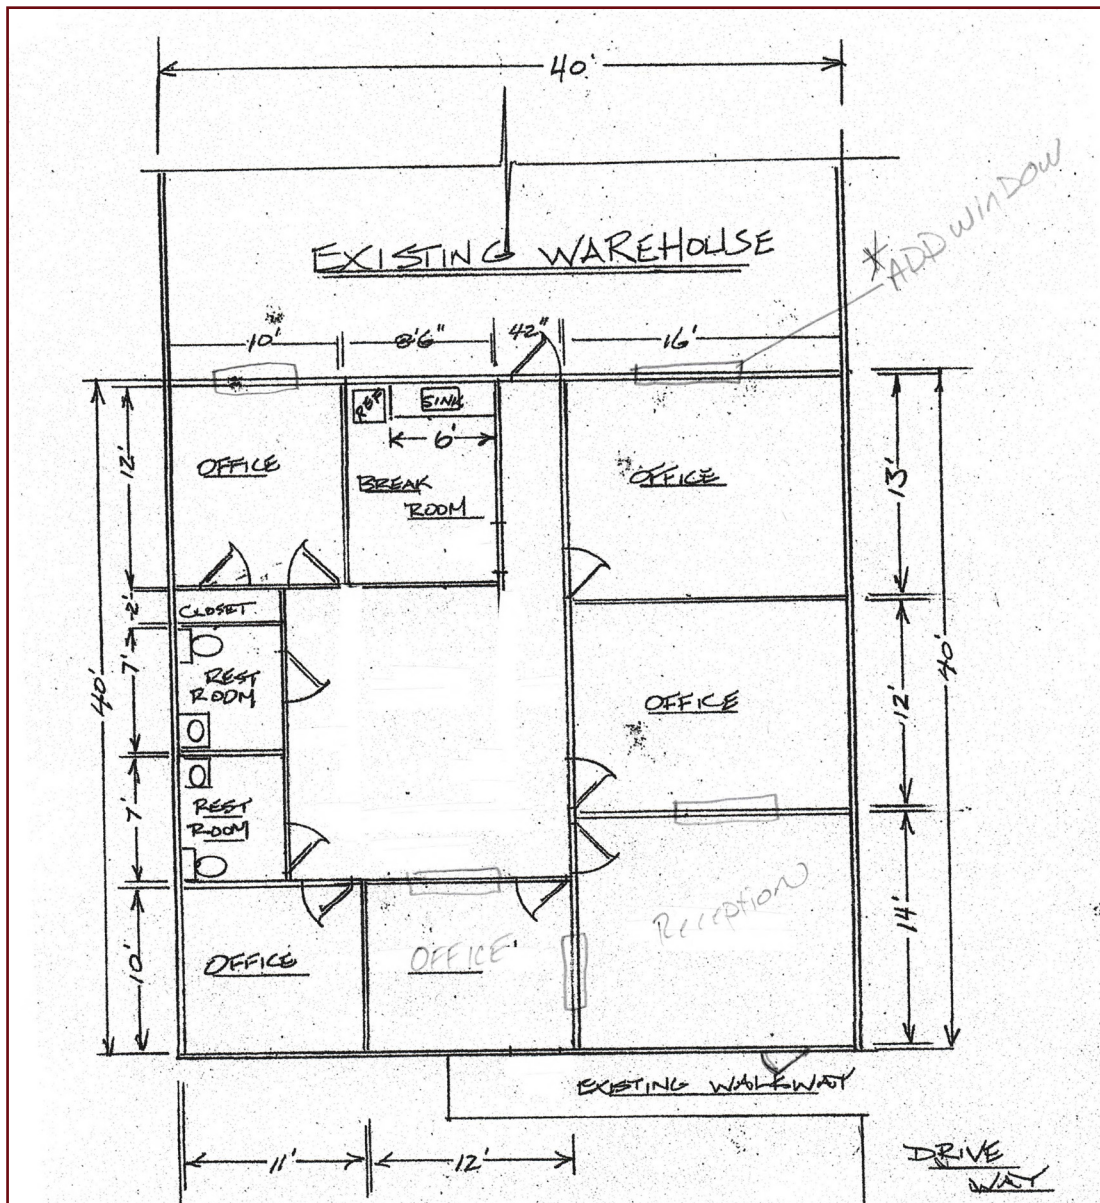 40'
EXISTING WAREHOUSE
*ADD WINDOW
10'
8'6"
42"
16'
REF
SINK
6'
OFFICE
BREAK
ROOM
OFFICE
12'
13'
CLOSET
2'
REST
ROOM
7'
40'
OFFICE
12'
40'
REST
ROOM
7'
Reception
14'
OFFICE
OFFICE
10'
EXISTING WALKWAY
11'
12'
DRIVE
WAY